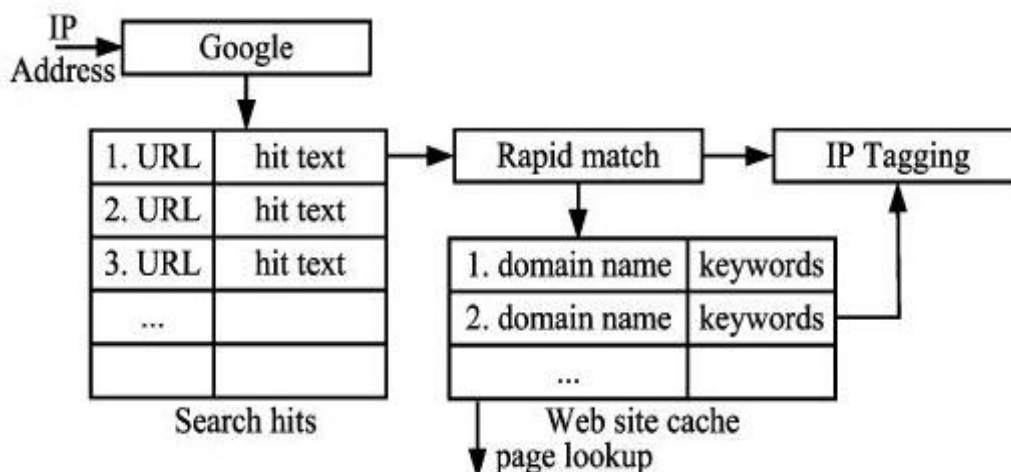 IP
Address
Google
1. URL hit text
2. URL hit text
3. URL hit text
...
Search hits
Rapid match
IP Tagging
1. domain name keywords
2. domain name keywords
...
Web site cache
page lookup